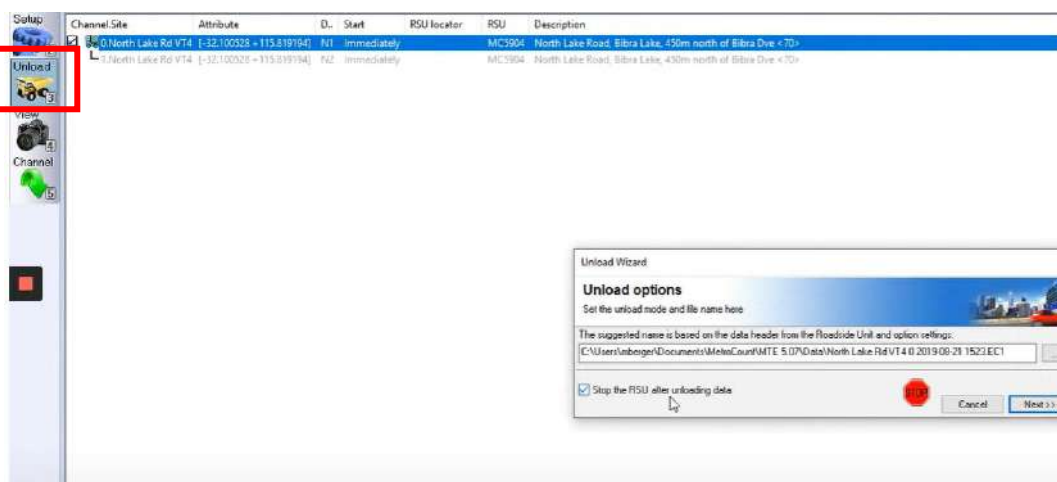 Setup
Unload
3
View
4
Channel
5
Channel.Site Attribute D.. Start RSU locator RSU Description
0.North Lake Rd VT4 [-32.100528 +115.819194] N1 Immediately MC5904 North Lake Road, Bibra Lake, 450m north of Bibra Dve <70>
1.North Lake Rd VT4 [-32.100528 +115.819194] N2 Immediately MC5904 North Lake Road, Bibra Lake, 450m north of Bibra Dve <70>
Unload Wizard
Unload options
Set the unload mode and file name here
The suggested name is based on the data header from the Roadside Unit and option settings:
C:\Users\mberger\Documents\MetroCount\MTE 5.07\Data\North Lake Rd VT4 0 2019-08-21 1523.EC1
...
Stop the RSU after unloading data
STOP
Cancel Next >>